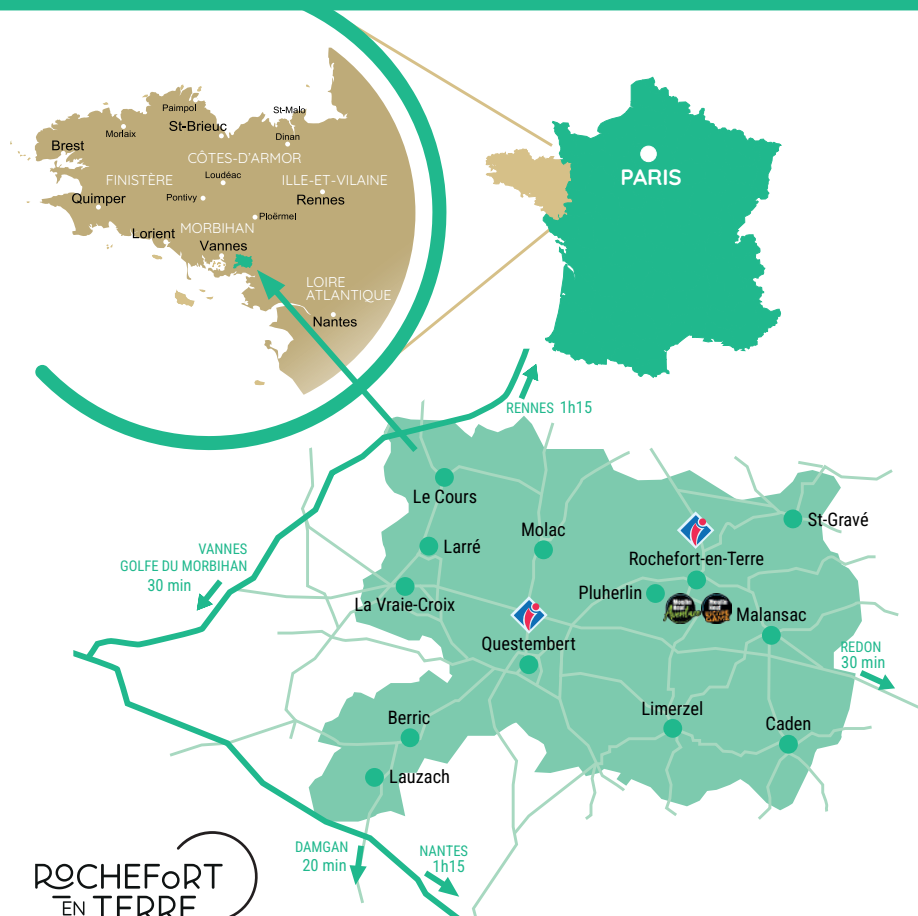 Paimpol
St-Malo
Morlaix
St-Brieuc
Dinan
Brest
CÔTES-D'ARMOR
FINISTÈRE
Loudéac
ILLE-ET-VILAINE
Quimper
Pontivy
Rennes
Ploërmel
Lorient
MORBIHAN
Vannes
LOIRE
ATLANTIQUE
Nantes
PARIS
RENNES 1h15
Le Cours
St-Gravé
Molac
Larré
Rochefort-en-Terre
VANNES
GOLFE DU MORBIHAN
30 min
La Vraie-Croix
Pluherlin
Malansac
Questembert
REDON
30 min
Limerzel
Berric
Caden
Lauzach
DAMGAN
20 min
NANTES
1h15
ROCHEFORT
EN TERRE